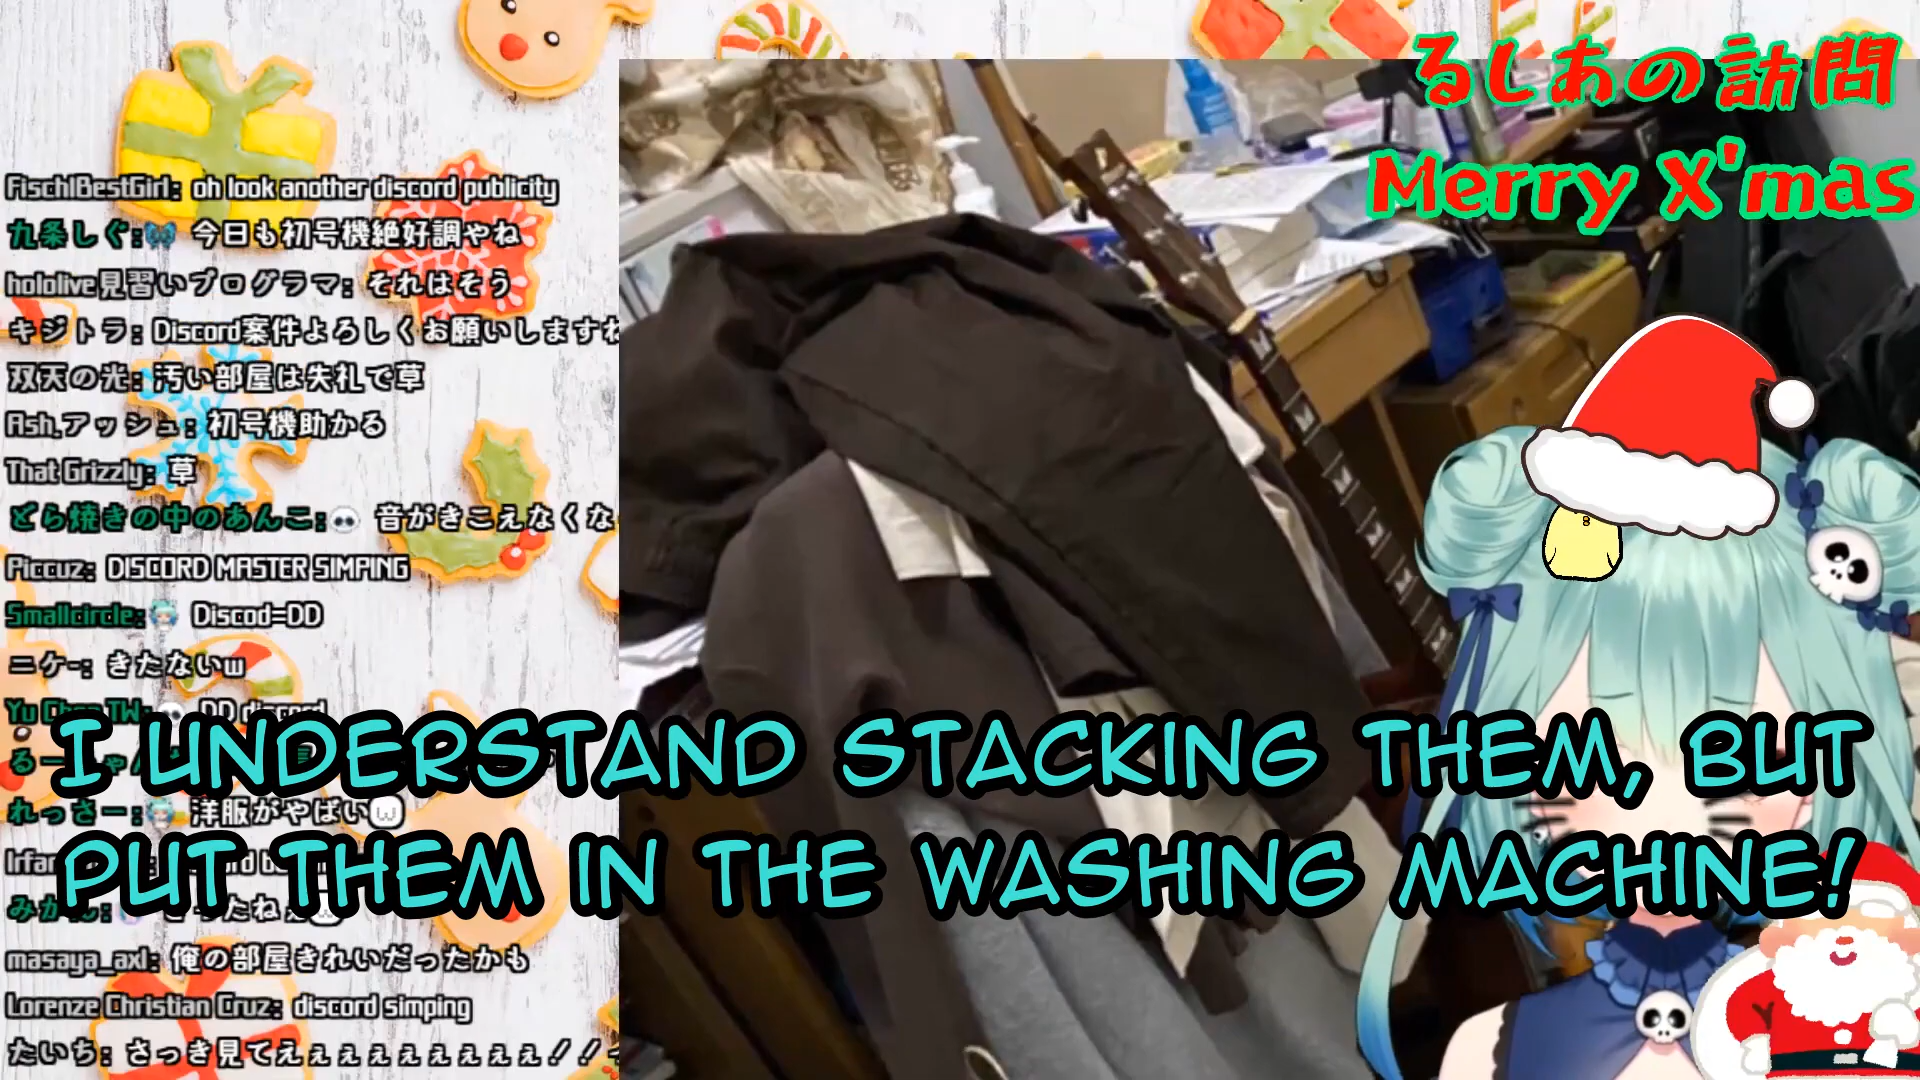 るしあの訪問
Merry X'mas
FischlBestGirl: oh look another discord publicity
九条しぐ: 今日も初号機絶好調やね
hololive見習いプログラマ: それはそう
キジトラ: Discord案件よろしくお願いしますね
双天の光: 汚い部屋は失礼で草
Ash.アッシュ: 初号機助かる
That Grizzly: 草
どら焼きの中のあんこ: 音がきこえなくな
Piccuz: DISCORD MASTER SIMPING
Smallcircle: Discod=DD
ニケ-: きたないw
Yu Chen TW: DD discord
I UNDERSTAND STACKING THEM, BUT
れっさー: 洋服がやばい
PUT THEM IN THE WASHING MACHINE!
masaya_axl: 俺の部屋きれいだったかも
Lorenze Christian Cruz: discord simping
たいち: さっき見てえぇぇぇぇぇぇぇぇ!!